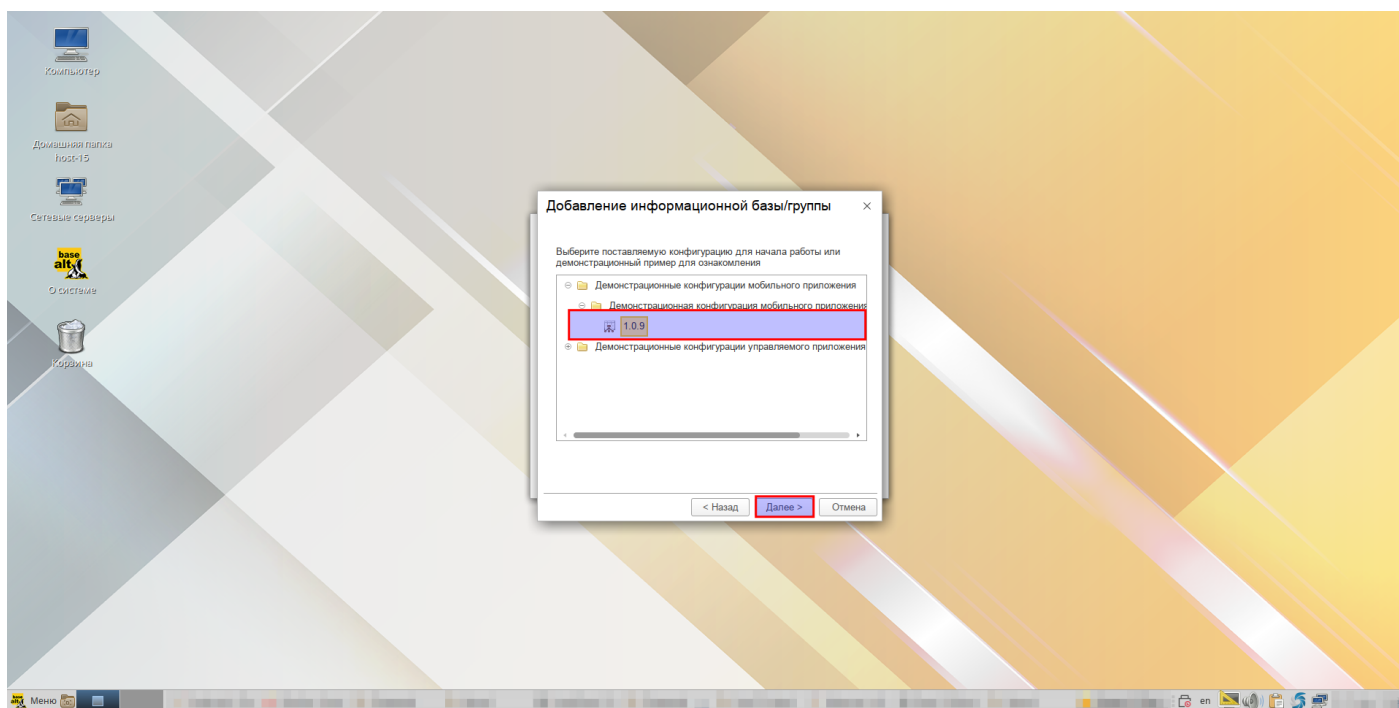 Компьютер
Домашняя папка
host-15
Сетевые серверы
base
alt
О системе
Корзина
Добавление информационной базы/группы
Выберите поставляемую конфигурацию для начала работы или
демонстрационный пример для ознакомления
Демонстрационные конфигурации мобильного приложения
Демонстрационная конфигурация мобильного приложения
1.0.9
Демонстрационные конфигурации управляемого приложения
< Назад
Далее >
Отмена
base
alt
Меню
en